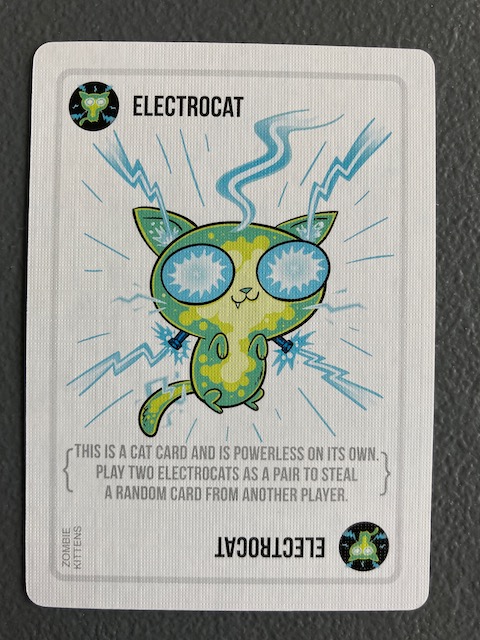 ELECTROCAT
THIS IS A CAT CARD AND IS POWERLESS ON ITS OWN.
PLAY TWO ELECTROCATS AS A PAIR TO STEAL
A RANDOM CARD FROM ANOTHER PLAYER.
ZOMBIE
KITTENS
ELECTROCAT